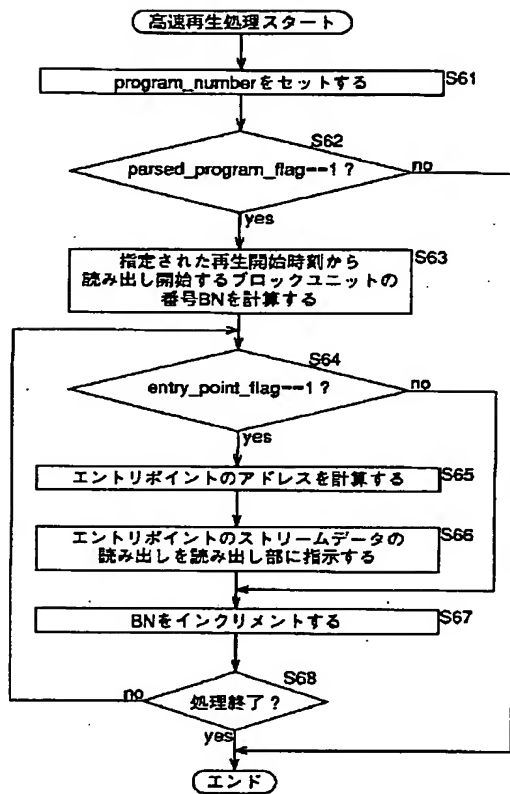 高速再生処理スタート
program_numberをセットする
S61
S62
parsed_program_flag==1 ?
no
yes
指定された再生開始時刻から
読み出し開始するブロックユニットの
番号BNを計算する
S63
S64
entry_point_flag==1 ?
no
yes
エントリポイントのアドレスを計算する
S65
エントリポイントのストリームデータの
読み出しを読み出し部に指示する
S66
BNをインクリメントする
S67
S68
no
処理終了 ?
yes
エンド